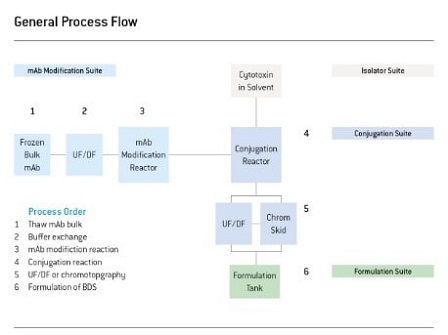 General Process Flow
mAb Modification Suite
Cytotoxin
in Solvent
Isolator Suite
1
2
3
4
Conjugation Suite
Frozen
Bulk
mAb
UF/DF
mAb
Modification
Reactor
Conjugation
Reactor
Process Order
1 Thaw mAb bulk
2 Buffer exchange
3 mAb modifiction reaction
4 Conjugation reaction
5 UF/DF or chromotopgraphy
6 Formulation of BDS
UF/DF
Chrom
Skid
5
Formulation
Tank
6
Formulation Suite